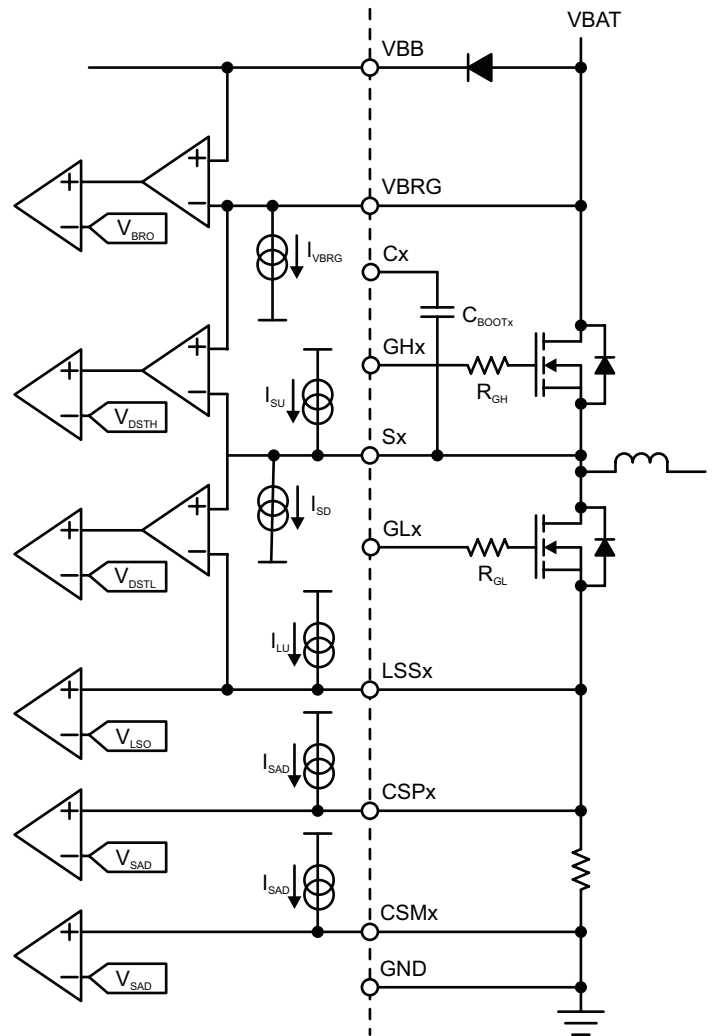 VBAT
VBB
+
+
−
−
VBRG
V_BRO
I_VBRG
Cx
C_BOOTx
+
+
−
−
GHx
R_GH
V_DSTH
I_SU
Sx
+
+
−
−
I_SD
GLx
R_GL
V_DSTL
I_LU
+
LSSx
−
V_LSO
I_SAD
+
CSPx
−
V_SAD
I_SAD
+
CSMx
−
V_SAD
GND